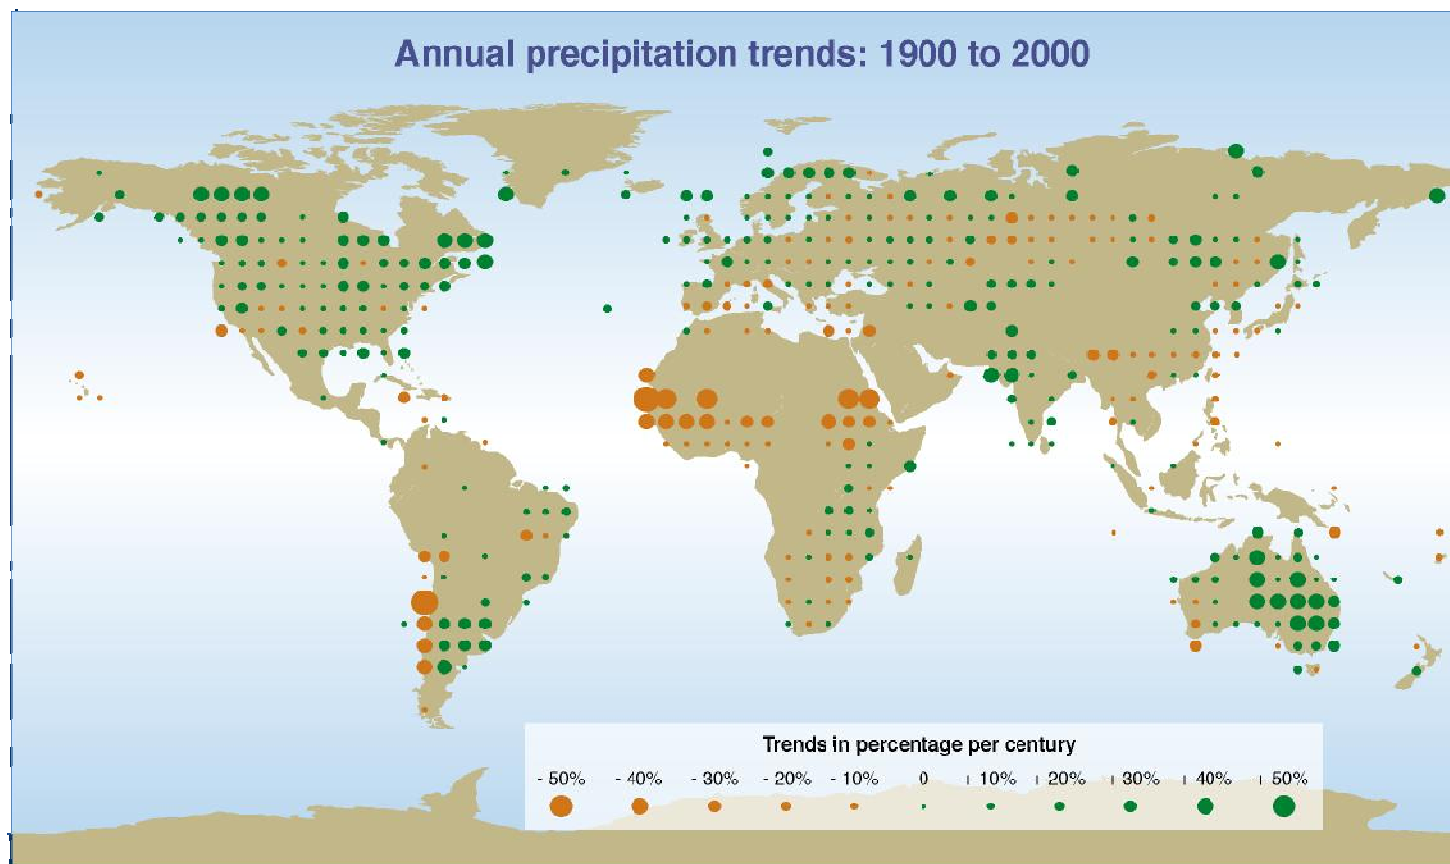 Annual precipitation trends: 1900 to 2000
Trends in percentage per century
- 50% - 40% - 30% - 20% - 10% 0 + 10% + 20% + 30% + 40% + 50%